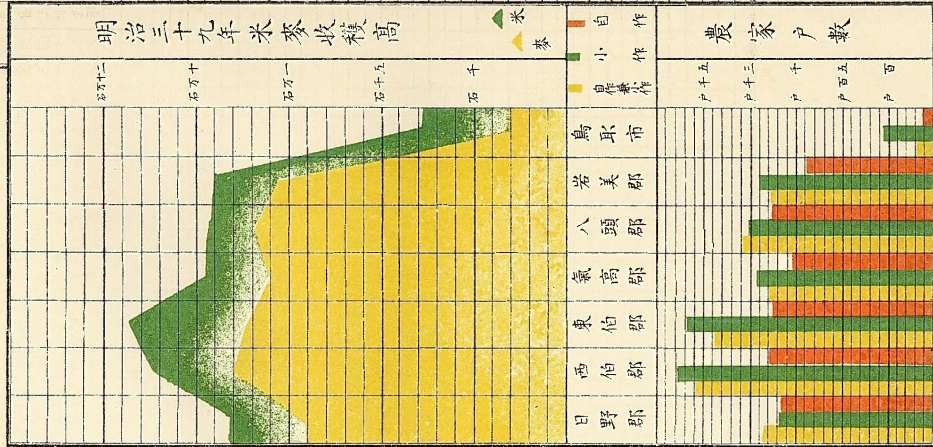 明治三十九年米麥收穫高
米
麥
自作
小作
自作兼小作
農家戸數
二十万石
十万石
一万石
五千石
千石
五千戸
三千戸
千戸
五百戸
百戸
鳥取市
岩美郡
八頭郡
氣高郡
東伯郡
西伯郡
日野郡